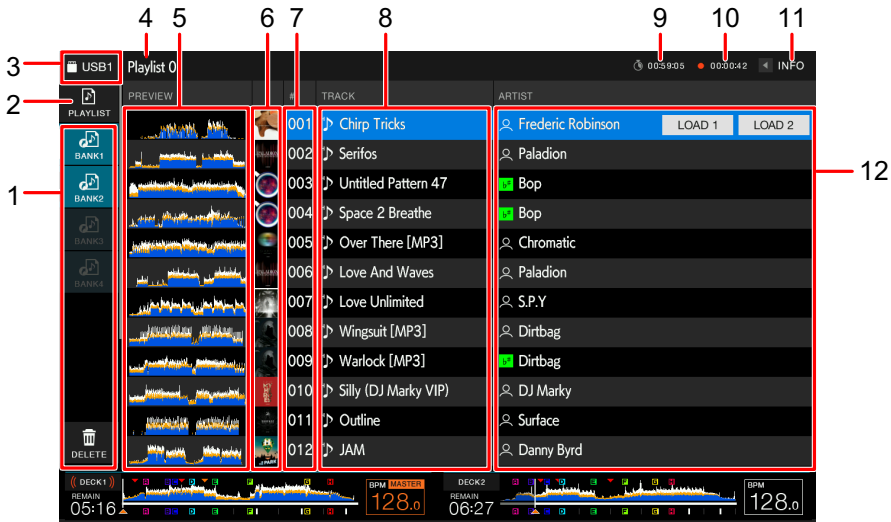 4 5 6 7 8 9 10 11
3 USB1 Playlist 0 00:59:05 00:00:42 INFO
2 PLAYLIST PREVIEW # TRACK ARTIST
001 Chirp Tricks Frederic Robinson LOAD 1 LOAD 2
BANK1 002 Serifos Paladion
12
1 BANK2 003 Untitled Pattern 47 Bop
004 Space 2 Breathe Bop
BANK3 005 Over There [MP3] Chromatic
BANK4 006 Love And Waves Paladion
007 Love Unlimited S.P.Y
008 Wingsuit [MP3] Dirtbag
009 Warlock [MP3] Dirtbag
010 Silly (DJ Marky VIP) DJ Marky
011 Outline Surface
DELETE 012 JAM Danny Byrd
DECK1 BPM MASTER DECK2 BPM
REMAIN 128.0 REMAIN 128.0
05:16 06:27